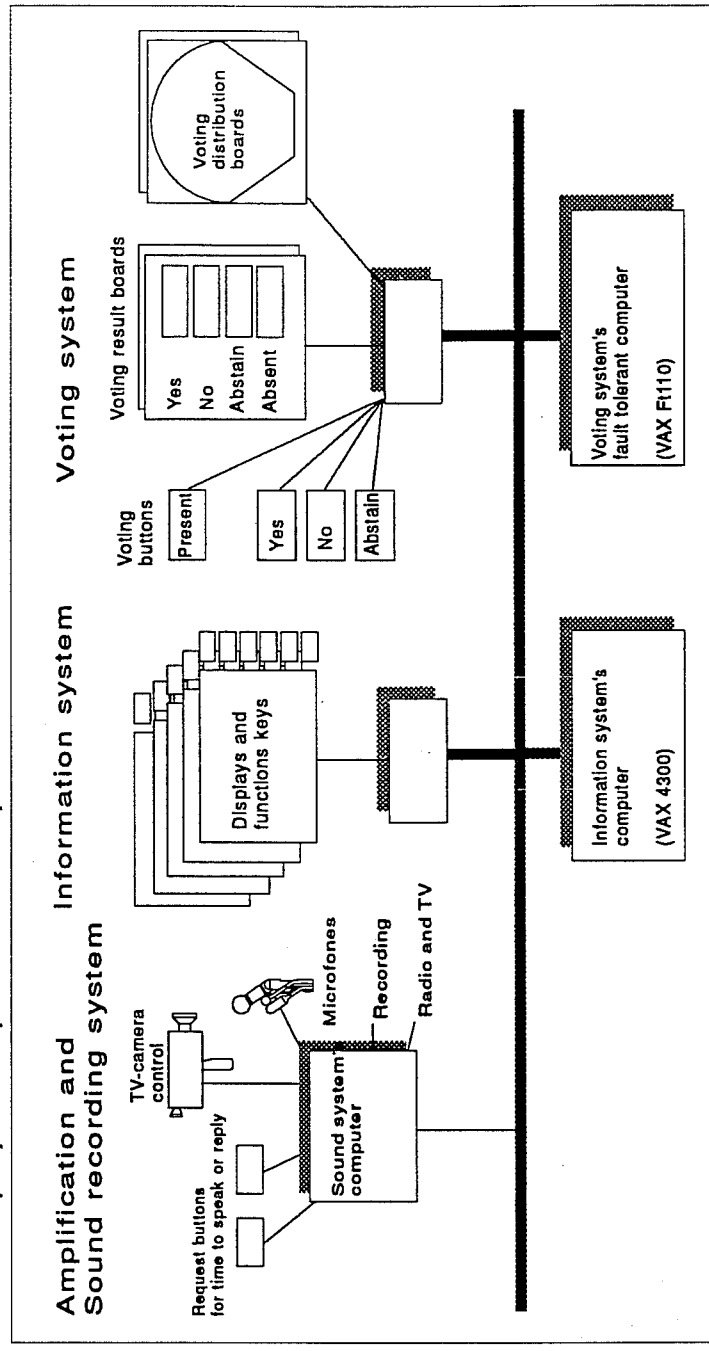 Amplification and
Sound recording system
Information system
Voting system
Request buttons
for time to speak or reply
TV-camera
control
Microfones
Recording
Radio and TV
Sound system
computer
Displays and
functions keys
Voting
buttons
Present
Yes
No
Abstain
Voting result boards
Yes
No
Abstain
Absent
Voting
distribution
boards
Information system's
computer
(VAX 4300)
Voting system's
fault tolerant computer
(VAX Ft110)